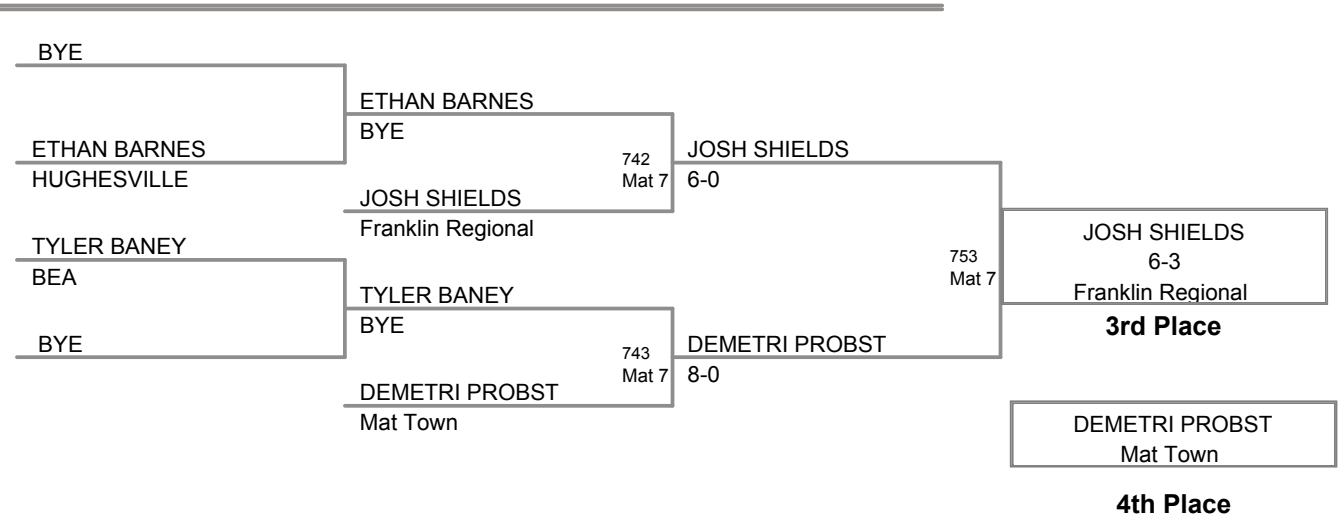 BYE
ETHAN BARNES
BYE
ETHAN BARNES
HUGHESVILLE
742
Mat 7
JOSH SHIELDS
6-0
JOSH SHIELDS
Franklin Regional
TYLER BANEY
BEA
753
Mat 7
JOSH SHIELDS
6-3
Franklin Regional
3rd Place
TYLER BANEY
BYE
BYE
743
Mat 7
DEMETRI PROBST
8-0
DEMETRI PROBST
Mat Town
DEMETRI PROBST
Mat Town
4th Place